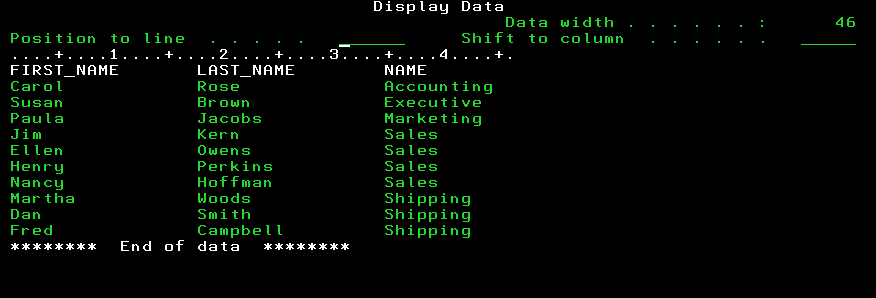 Display Data
Data width . . . . . . : 46
Position to line . . . . . ______ Shift to column . . . . . . ______
....+....1....+....2....+....3....+....4....+.
FIRST_NAME LAST_NAME NAME
Carol Rose Accounting
Susan Brown Executive
Paula Jacobs Marketing
Jim Kern Sales
Ellen Owens Sales
Henry Perkins Sales
Nancy Hoffman Sales
Martha Woods Shipping
Dan Smith Shipping
Fred Campbell Shipping
******** End of data ********